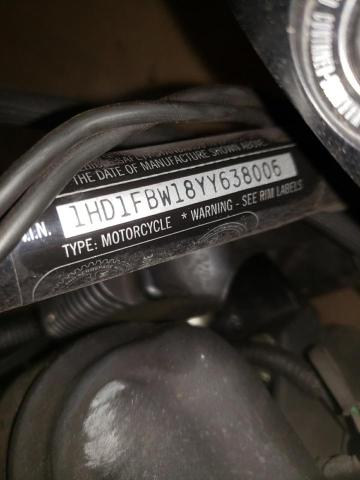 THE DATE OF MANUFACTURE SHOWN ABOVE.
1HD1FBW18YY638006
TYPE: MOTORCYCLE * WARNING - SEE RIM LABELS